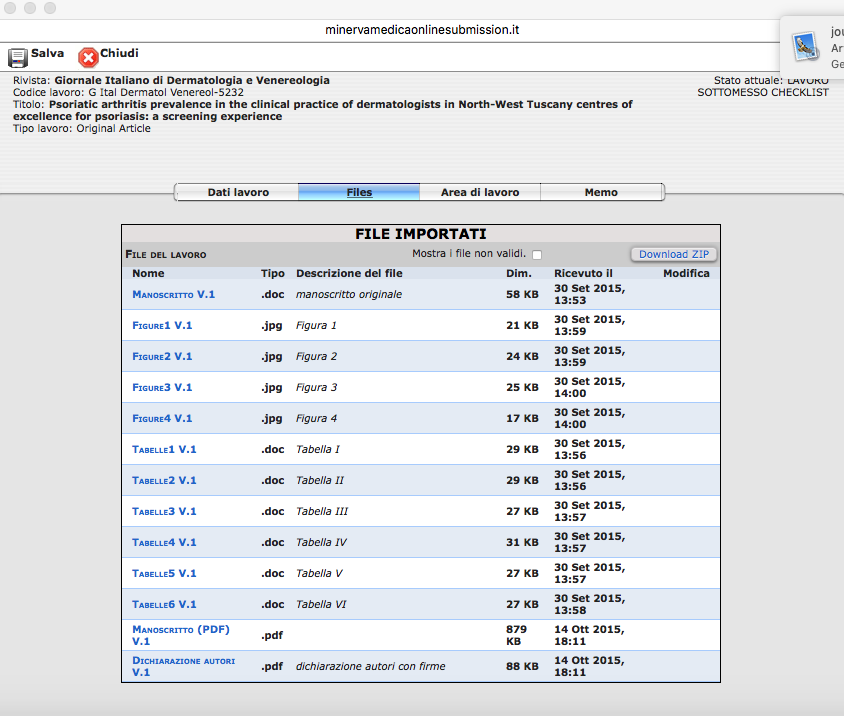 minervamedicaonlinesubmission.it
Salva Chiudi
Rivista: Giornale Italiano di Dermatologia e Venereologia
Codice lavoro: G Ital Dermatol Venereol-5232
Titolo: Psoriatic arthritis prevalence in the clinical practice of dermatologists in North-West Tuscany centres of
excellence for psoriasis: a screening experience
Tipo lavoro: Original Article
Stato attuale: LAVORO
SOTTOMESSO CHECKLIST
jou
Ar
Ge
Dati lavoro Files Area di lavoro Memo
FILE IMPORTATI
File del lavoro Mostra i file non validi. Download ZIP
Nome Tipo Descrizione del file Dim. Ricevuto il Modifica
Manoscritto V.1 .doc manoscritto originale 58 KB 30 Set 2015,
13:53
Figure1 V.1 .jpg Figura 1 21 KB 30 Set 2015,
13:59
Figure2 V.1 .jpg Figura 2 24 KB 30 Set 2015,
13:59
Figure3 V.1 .jpg Figura 3 25 KB 30 Set 2015,
14:00
Figure4 V.1 .jpg Figura 4 17 KB 30 Set 2015,
14:00
Tabelle1 V.1 .doc Tabella I 29 KB 30 Set 2015,
13:56
Tabelle2 V.1 .doc Tabella II 29 KB 30 Set 2015,
13:56
Tabelle3 V.1 .doc Tabella III 27 KB 30 Set 2015,
13:57
Tabelle4 V.1 .doc Tabella IV 31 KB 30 Set 2015,
13:57
Tabelle5 V.1 .doc Tabella V 27 KB 30 Set 2015,
13:57
Tabelle6 V.1 .doc Tabella VI 27 KB 30 Set 2015,
13:58
Manoscritto (PDF) .pdf 879 14 Ott 2015,
V.1 KB 18:11
Dichiarazione autori .pdf dichiarazione autori con firme 88 KB 14 Ott 2015,
V.1 18:11